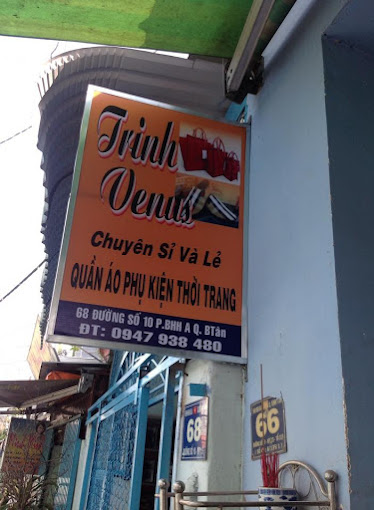 Trinh
Venus
Chuyên Sỉ Và Lẻ
QUẦN ÁO PHỤ KIỆN THỜI TRANG
68 ĐƯỜNG SỐ 10 P.BHH A Q. BTân
ĐT: 0947 938 480
68
66